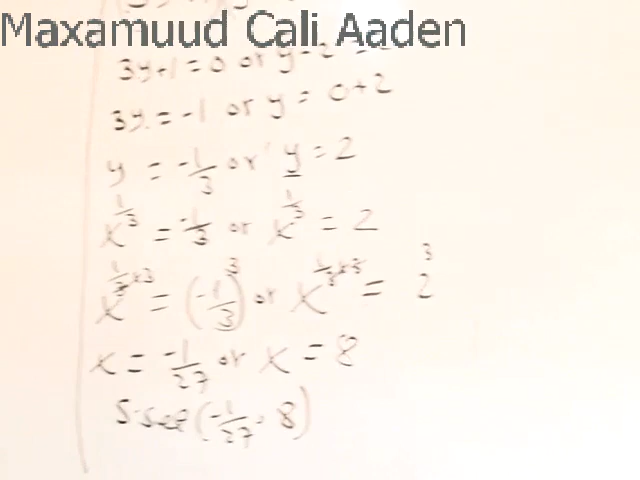 Maxamuud Cali Aaden
3y+1=0 or y-2=
3y=-1 or y=0+2
y=-1/3 or y=2
x^1/3=-1/3 or x^1/3=2
x^1/3×3=(-1/3)^3 or x^1/3×3=2^3
x=-1/27 or x=8
S.set(-1/27, 8)